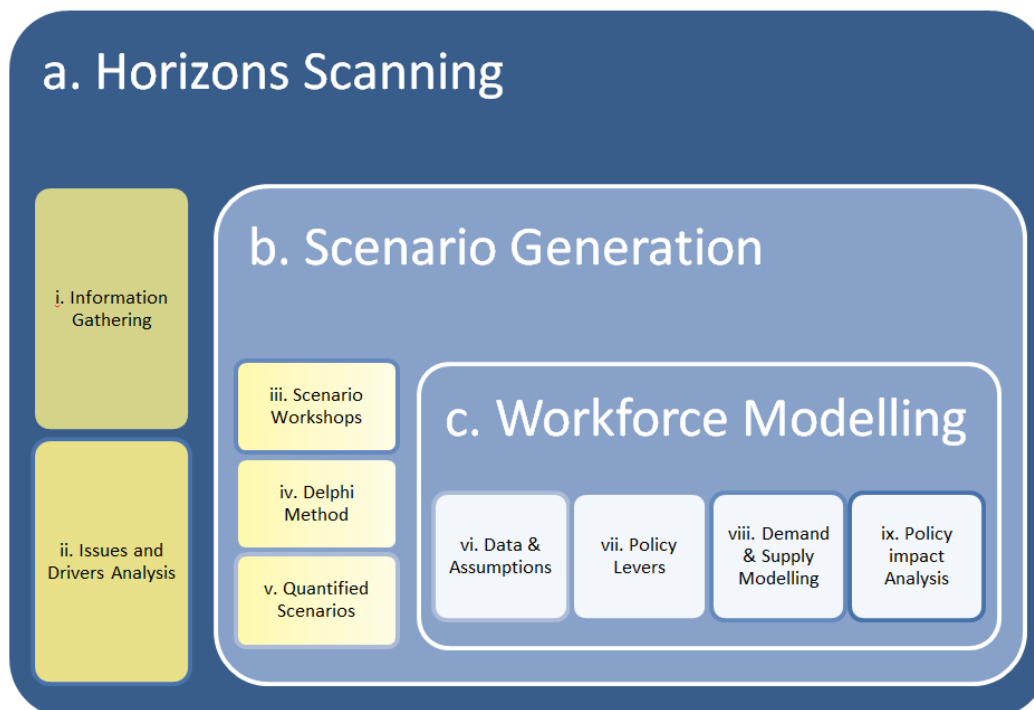 a. Horizons Scanning
i. Information
Gathering
ii. Issues and
Drivers Analysis
b. Scenario Generation
iii. Scenario
Workshops
iv. Delphi
Method
v. Quantified
Scenarios
c. Workforce Modelling
vi. Data &
Assumptions
vii. Policy
Levers
viii. Demand
& Supply
Modelling
ix. Policy
impact
Analysis